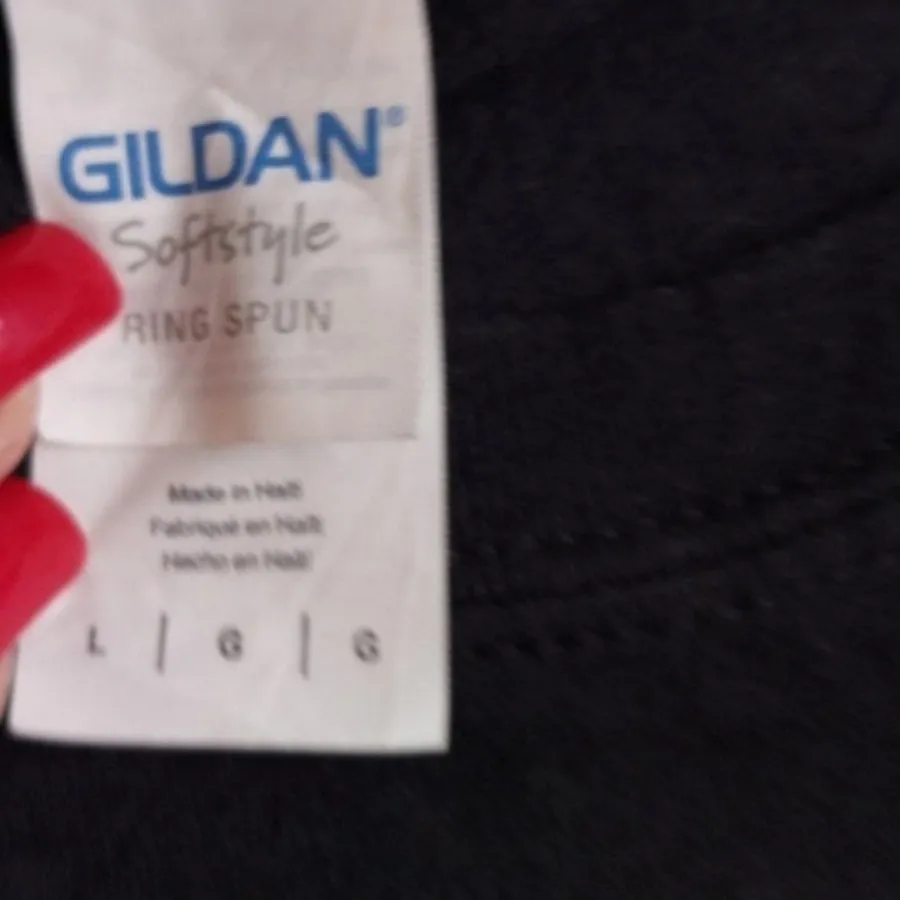 GILDAN®
Softstyle
RING SPUN
Made in Haiti
Fabriqué en Haïti
Hecho en Haití
L | G | G